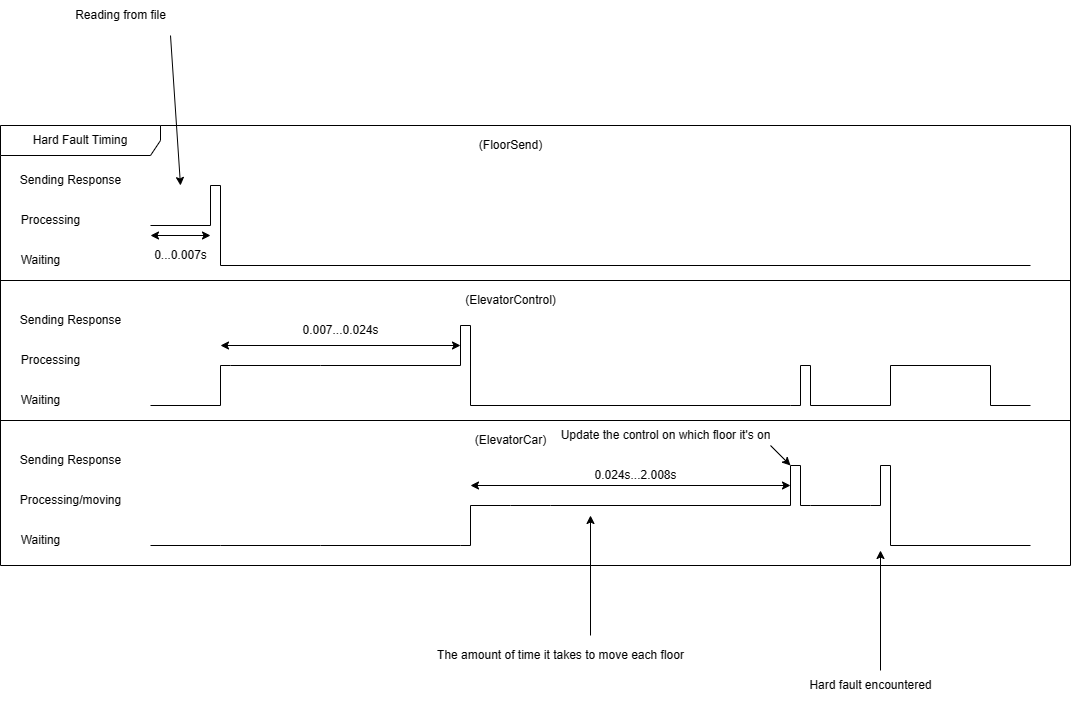 Reading from file
Hard Fault Timing
(FloorSend)
Sending Response
Processing
0...0.007s
Waiting
(ElevatorControl)
Sending Response
0.007...0.024s
Processing
Waiting
(ElevatorCar)
Update the control on which floor it's on
Sending Response
0.024s...2.008s
Processing/moving
Waiting
The amount of time it takes to move each floor
Hard fault encountered